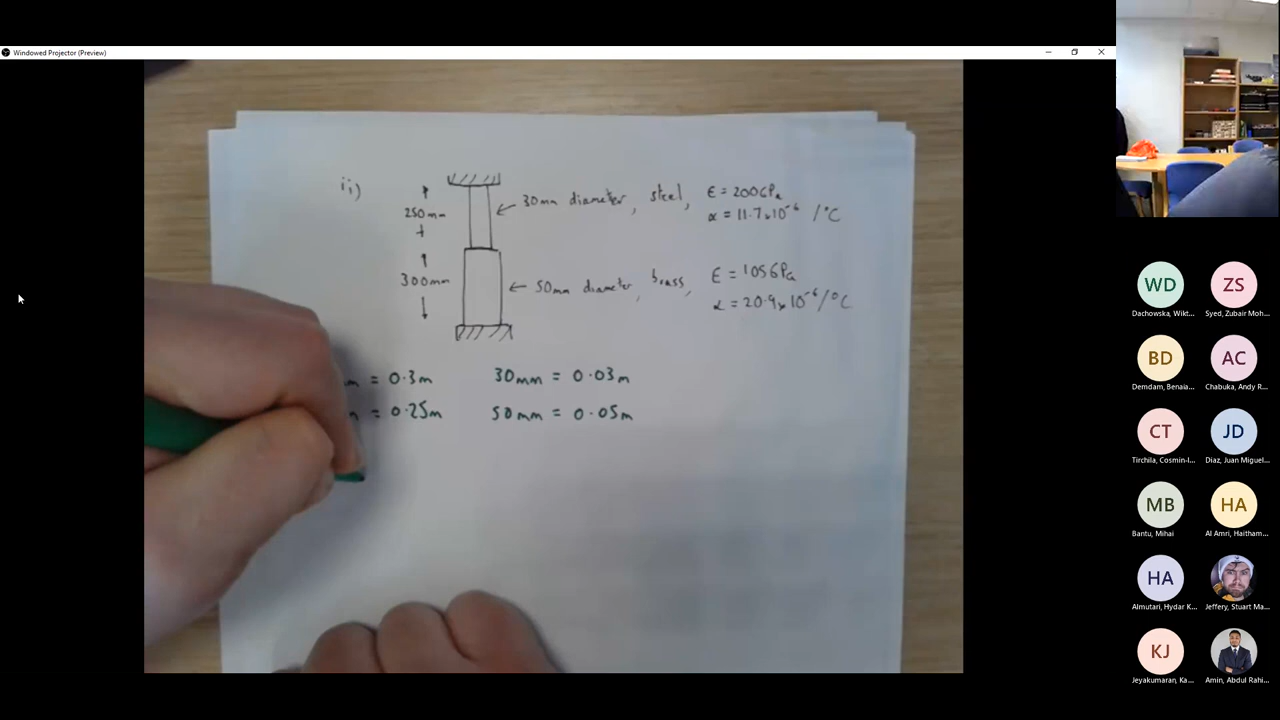 Windowed Projector (Preview)
ii)
250mm
30mm diameter, steel, E = 200GPa
α = 11.7x10⁻⁶ /°C
300mm
50mm diameter, brass, E = 105GPa
α = 20.9x10⁻⁶/°C
m = 0.3m
30mm = 0.03m
= 0.25m
50mm = 0.05m
WD
Dachowska, Wikt...
ZS
Syed, Zubair Moh...
BD
Demdam, Benaia...
AC
Chabuka, Andy R...
CT
Tirchila, Cosmin-I...
JD
Diaz, Juan Miguel...
MB
Bantu, Mihai
HA
Al Amri, Haitham...
HA
Almutari, Hydar K...
Jeffery, Stuart Ma...
KJ
Jeyakumaran, Ka...
Amin, Abdul Rahi...